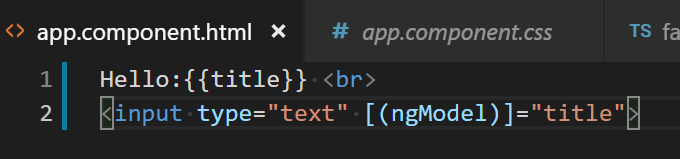 <> app.component.html × # app.component.css TS fa
1 Hello:{{title}} <br>
2 <input type="text" [(ngModel)]="title">